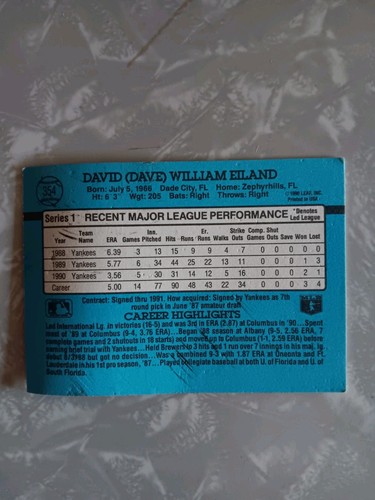 354
DAVID (DAVE) WILLIAM EILAND
Born: July 5, 1966 Dade City, FL Home: Zephyrhills, FL
Ht: 6' 3" Wgt: 205 Bats: Right Throws: Right
© 1990 LEAF, INC.
Printed in USA
Series 1 RECENT MAJOR LEAGUE PERFORMANCE *Denotes Led League
Year Team Name ERA Games Inn. Pitched Hits Runs Er. Runs Walks Strike Outs Comp. Games Shut Outs Save Won Lost
1988 Yankees 6.39 3 13 15 9 9 4 7 0 0 0 0 0
1989 Yankees 5.77 6 34 44 25 22 13 11 0 0 0 1 3
1990 Yankees 3.56 5 30 31 14 12 5 16 0 0 0 2 1
Career 5.00 14 77 90 48 43 22 34 0 0 0 3 4
Contract: Signed thru 1991. How acquired: Signed by Yankees as 7th
round pick in June '87 amateur draft.
CAREER HIGHLIGHTS
Led International Lg. in victories (16-5) and was 3rd in ERA (2.87) at Columbus in '90... Spent
most of '89 at Columbus (9-4, 3.76 ERA)...Began '88 season at Albany (9-5, 2.56 ERA, 7
complete games and 2 shutouts in 18 starts) and moved up to Columbus (1-1, 2.59 ERA) before
getting brief trial with Yankees...Held Brewers to 3 hits and 1 run over 7 innings in his maj. lg.
debut 8/3/88 but got no decision...Was a combined 9-3 with 1.87 ERA at Oneonta and Ft.
Lauderdale in his 1st pro season, '87...Played collegiate baseball at both U. of Florida and U. of
South Florida.